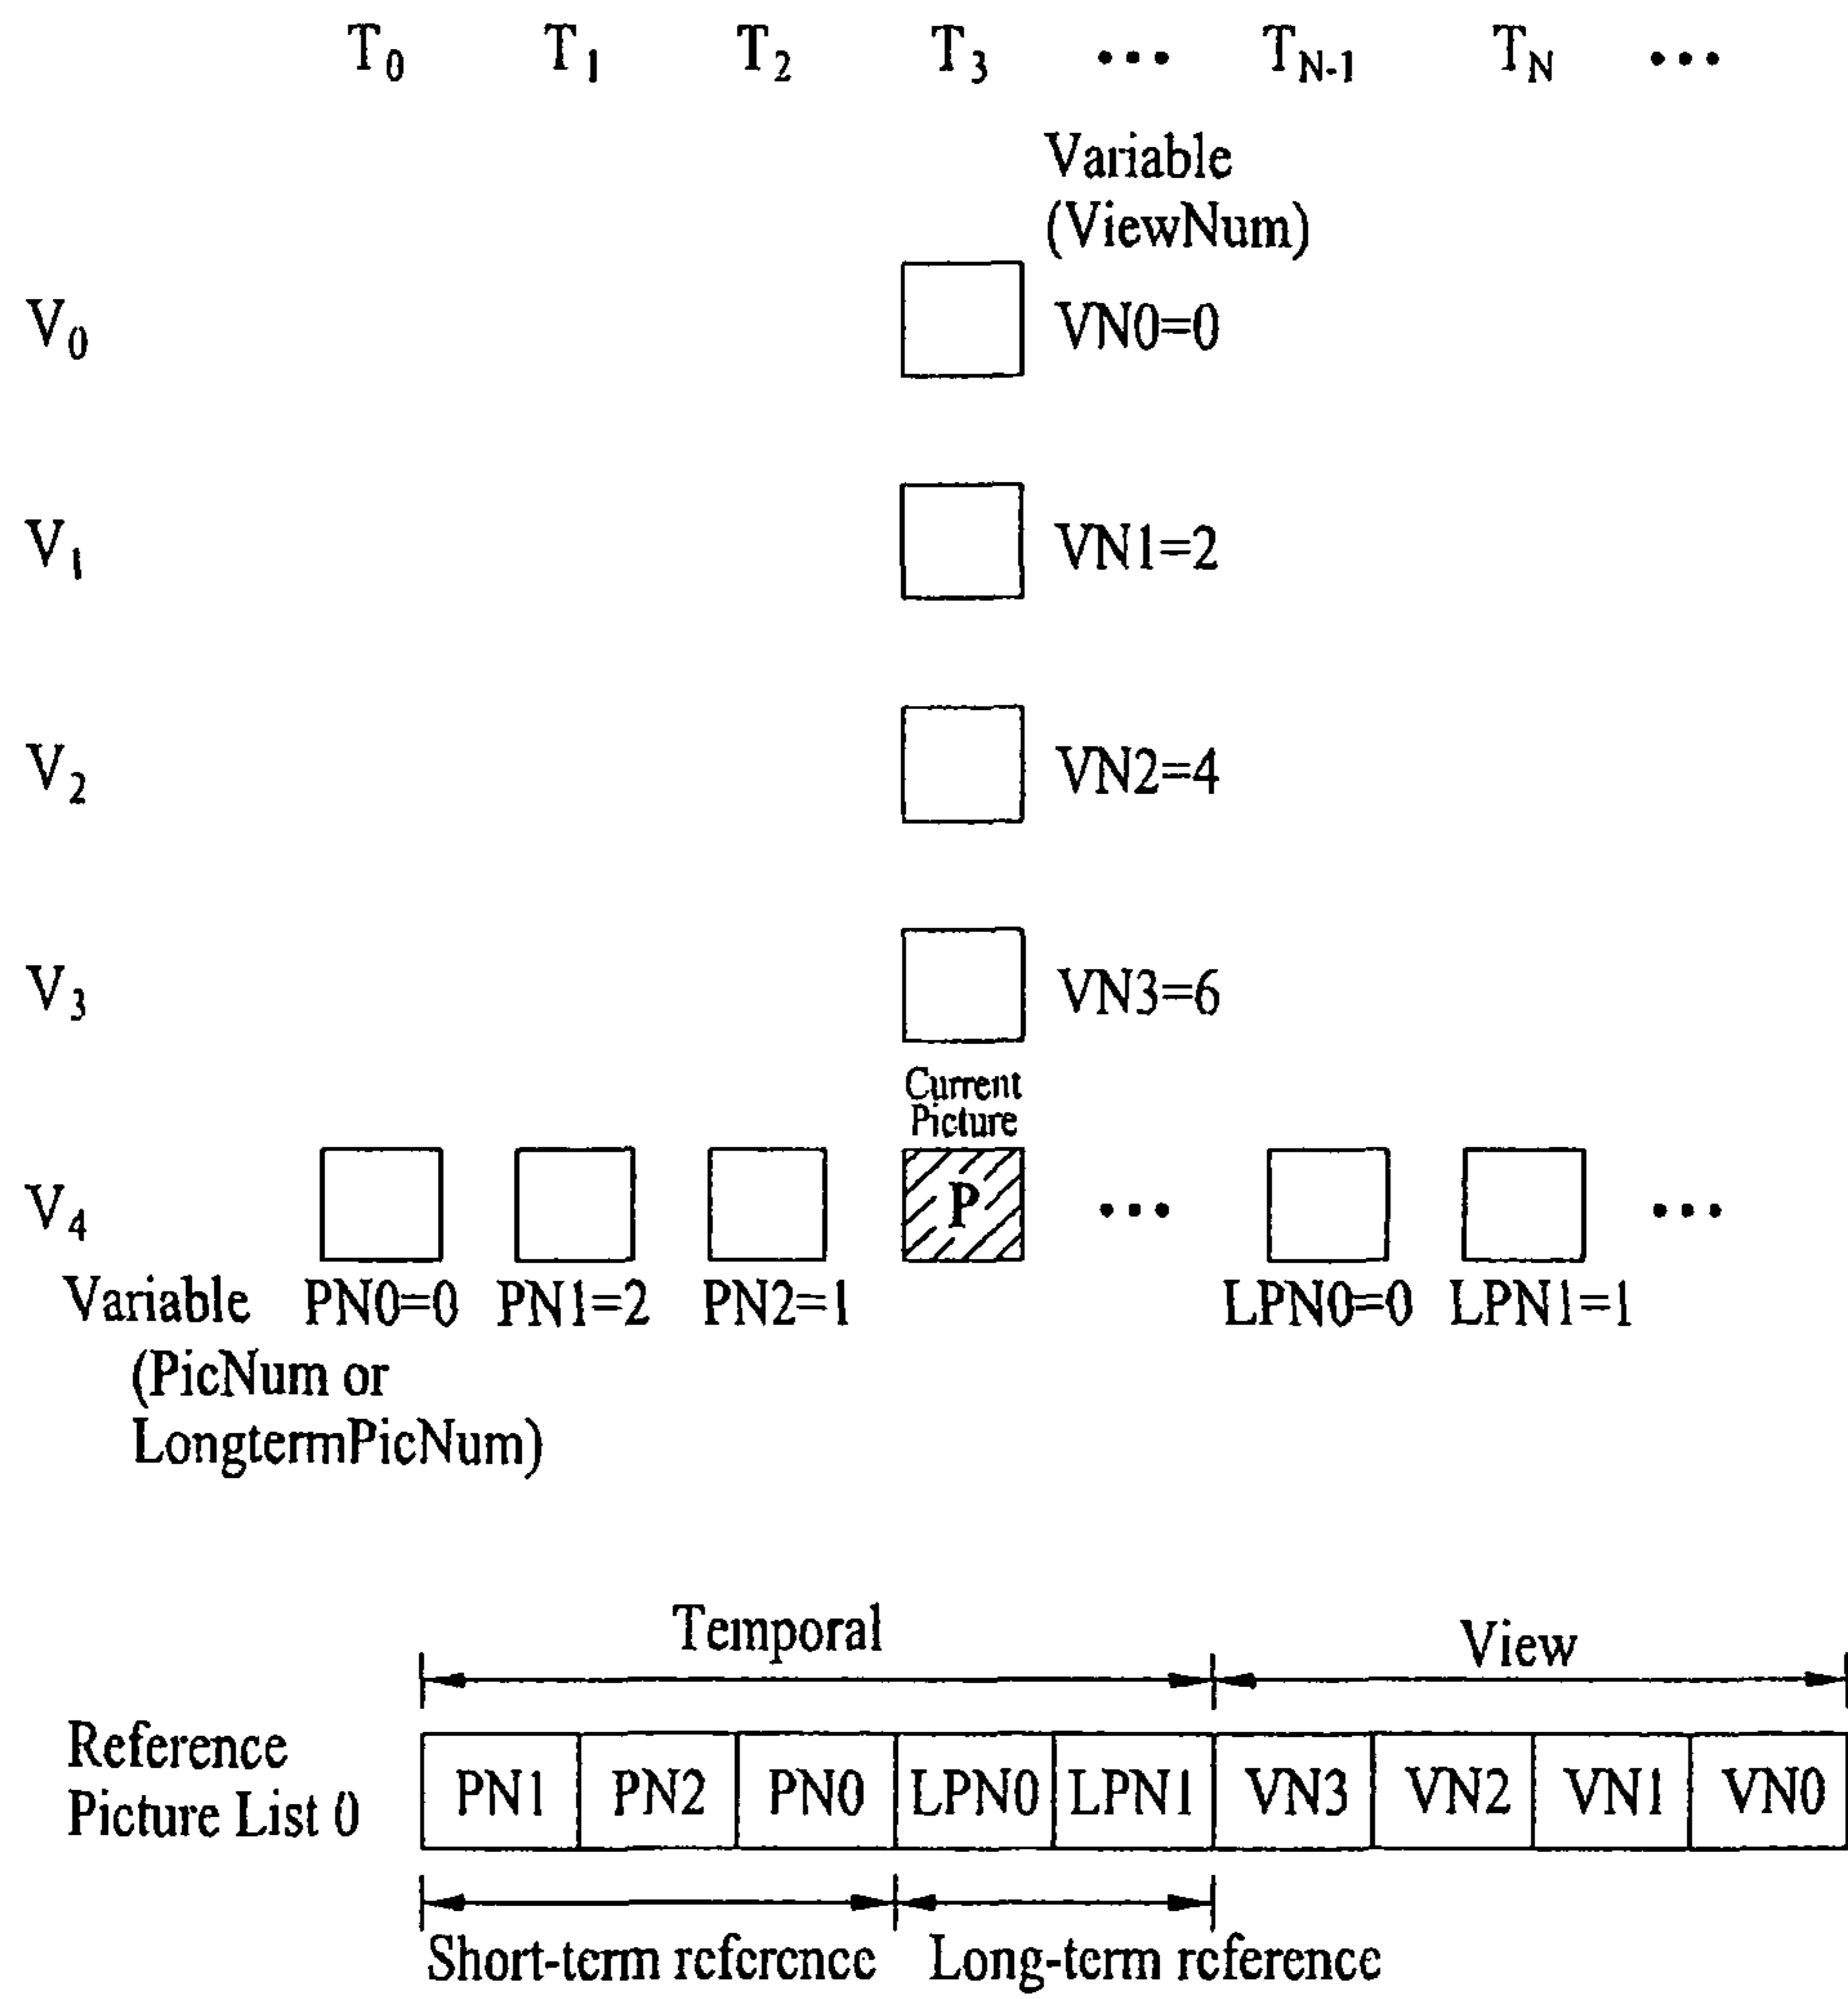 T0 T1 T2 T3 ... TN-1 TN ...
Variable
(ViewNum)
V0 VN0=0
V1 VN1=2
V2 VN2=4
V3 VN3=6
Current
Picture
V4 P ... ...
Variable PN0=0 PN1=2 PN2=1 LPN0=0 LPN1=1
(PicNum or
LongtermPicNum)
Temporal View
Reference
Picture List 0
PN1 PN2 PN0 LPN0 LPN1 VN3 VN2 VN1 VN0
Short-term reference Long-term reference